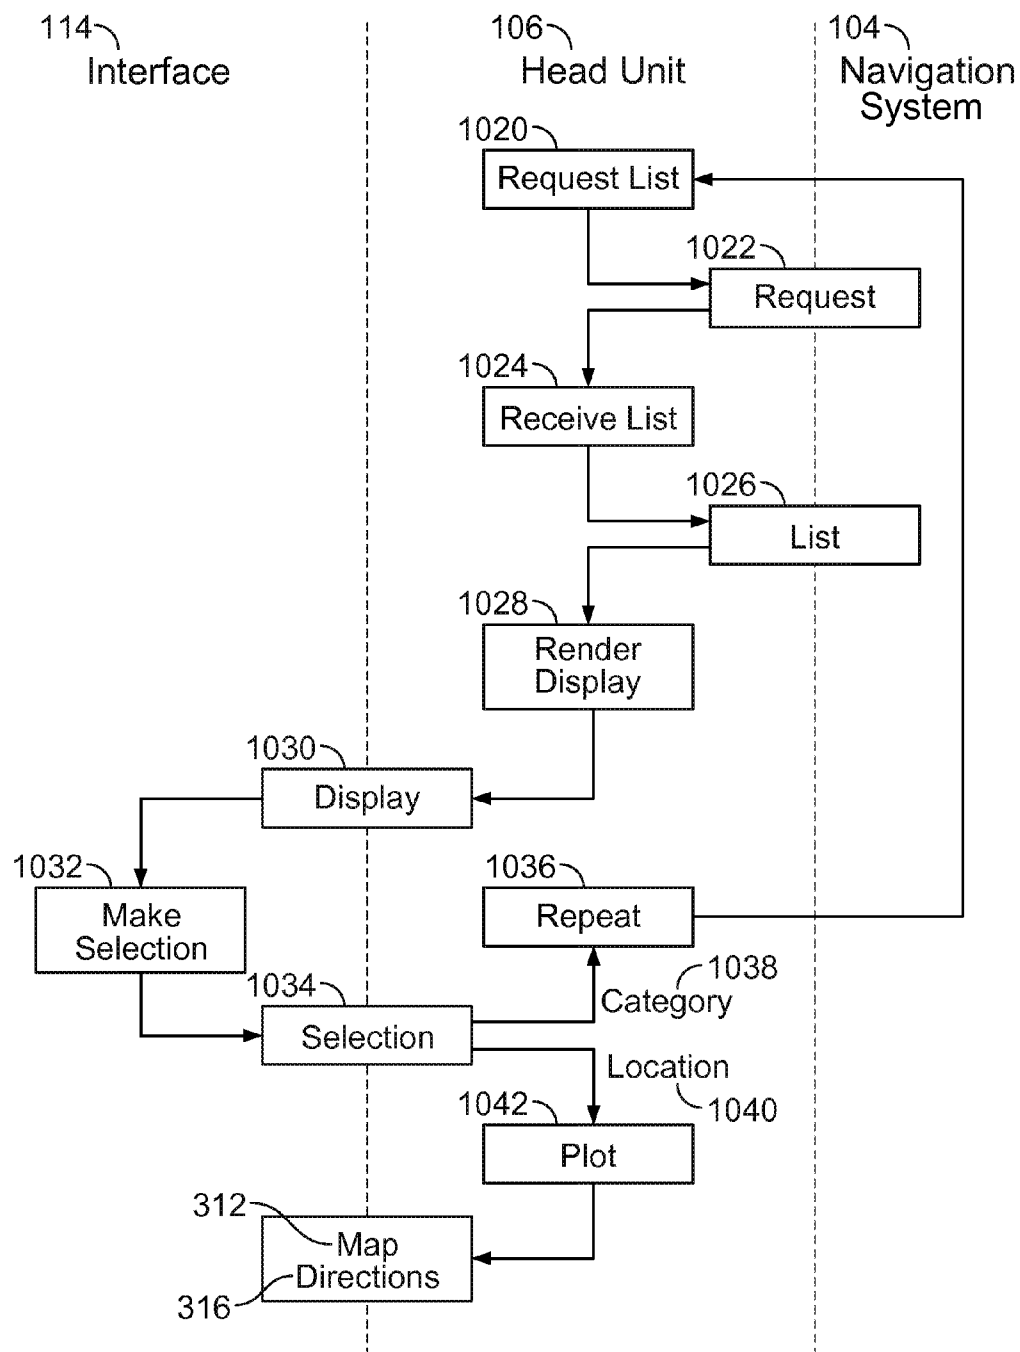 114
Interface
106
Head Unit
104
Navigation
System
1020
Request List
1022
Request
1024
Receive List
1026
List
1028
Render
Display
1030
Display
1032
Make
Selection
1036
Repeat
1034
Selection
Category
1038
Location
1040
1042
Plot
312
Map
Directions
316